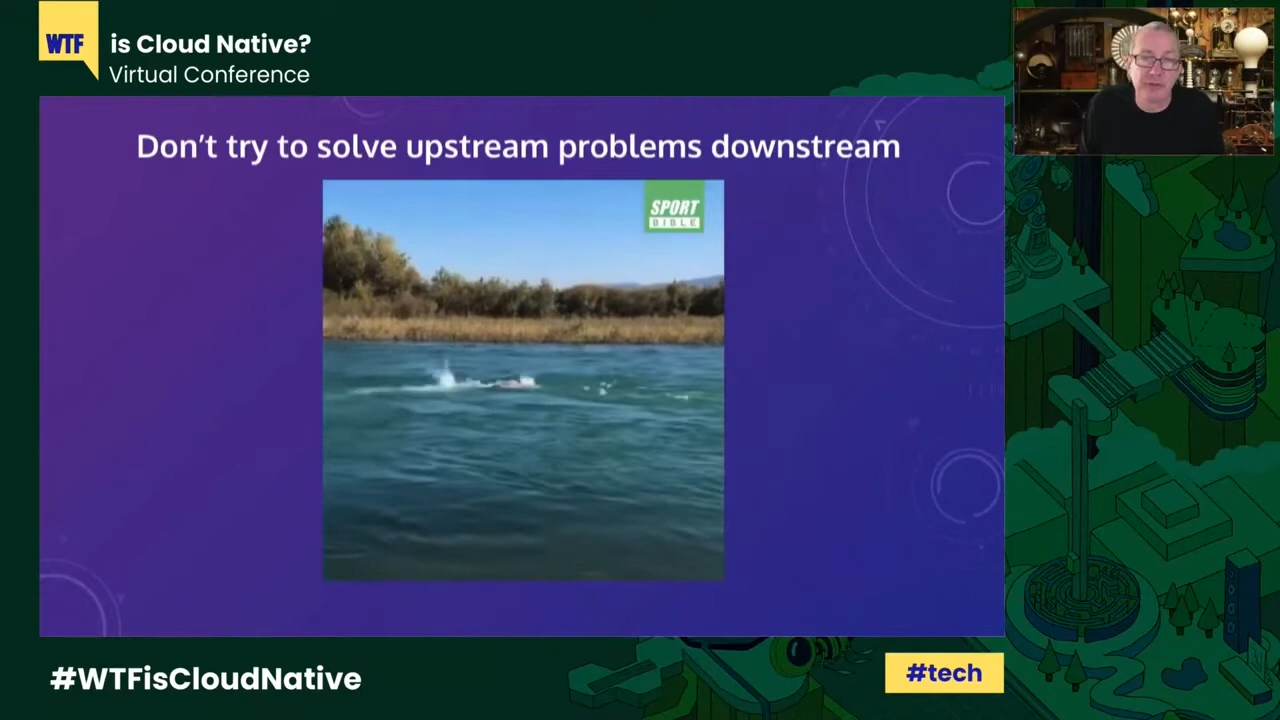 WTF is Cloud Native?
Virtual Conference
Don't try to solve upstream problems downstream
SPORT
BIBLE
#WTFisCloudNative
#tech